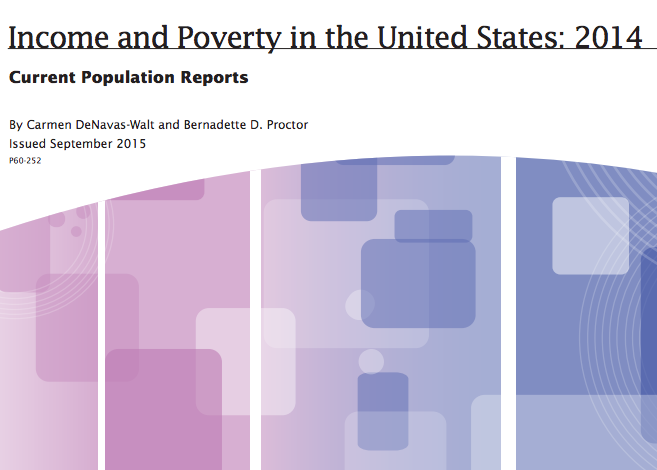 Income and Poverty in the United States: 2014
Current Population Reports
By Carmen DeNavas-Walt and Bernadette D. Proctor
Issued September 2015
P60-252